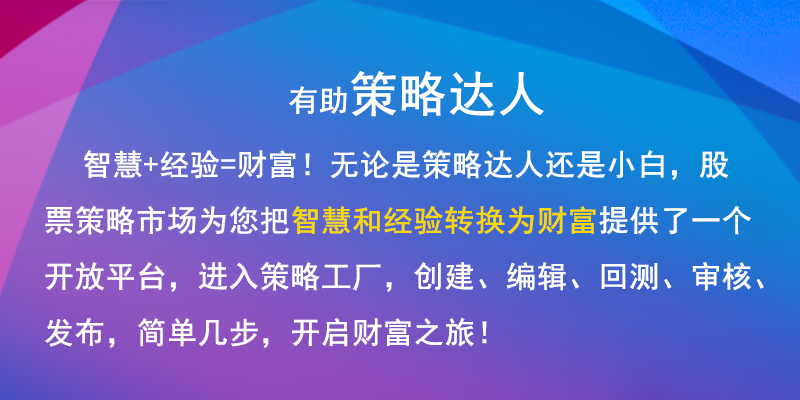 有助策略达人
智慧+经验=财富！无论是策略达人还是小白，股
票策略市场为您把智慧和经验转换为财富提供了一个
开放平台，进入策略工厂，创建、编辑、回测、审核、
发布，简单几步，开启财富之旅！